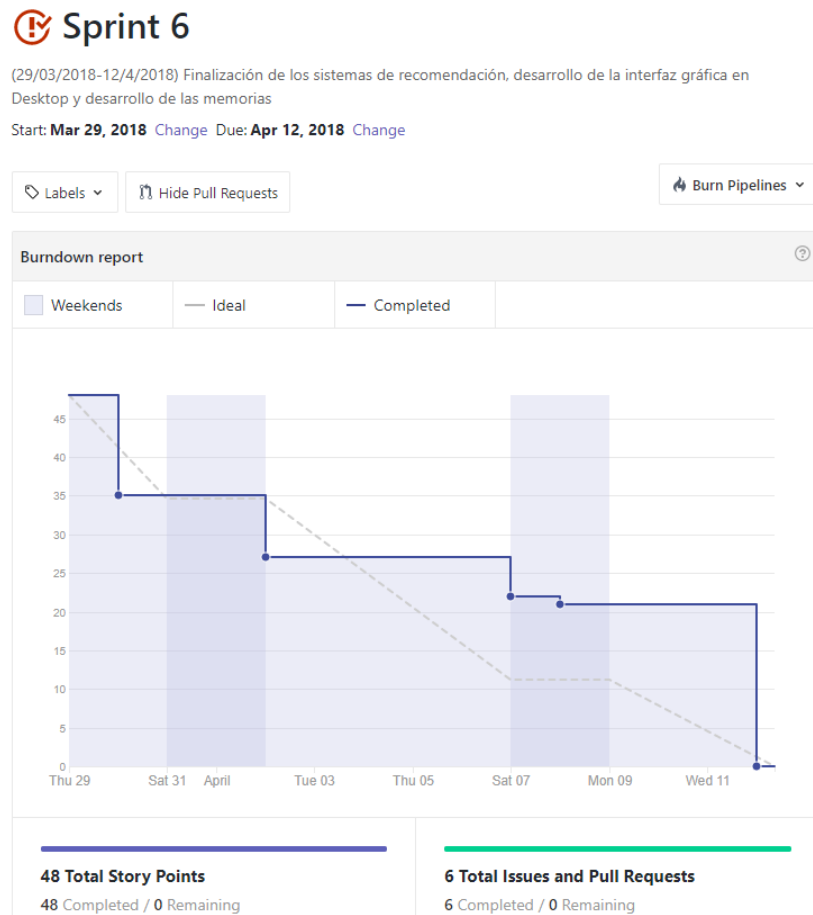 Sprint 6
(29/03/2018-12/4/2018) Finalización de los sistemas de recomendación, desarrollo de la interfaz gráfica en
Desktop y desarrollo de las memorias
Start: Mar 29, 2018 Change Due: Apr 12, 2018 Change
Labels
Hide Pull Requests
Burn Pipelines
Burndown report
Weekends
Ideal
Completed
45
40
35
30
25
20
15
10
5
0
Thu 29 Sat 31 April Tue 03 Thu 05 Sat 07 Mon 09 Wed 11
48 Total Story Points
48 Completed / 0 Remaining
6 Total Issues and Pull Requests
6 Completed / 0 Remaining